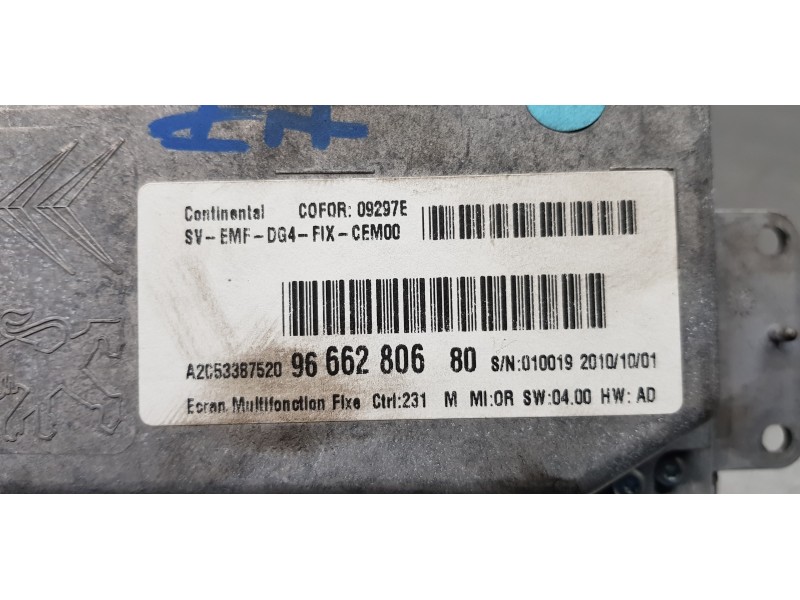 Continental COFOR: 09297E
SV-EMF-DG4-FIX-CEM00
A2C53387520 96 662 806 80 S/N:010019 2010/10/01
Ecran Multifonction Fixe Ctrl:231 M MI:OR SW:04.00 HW: AD